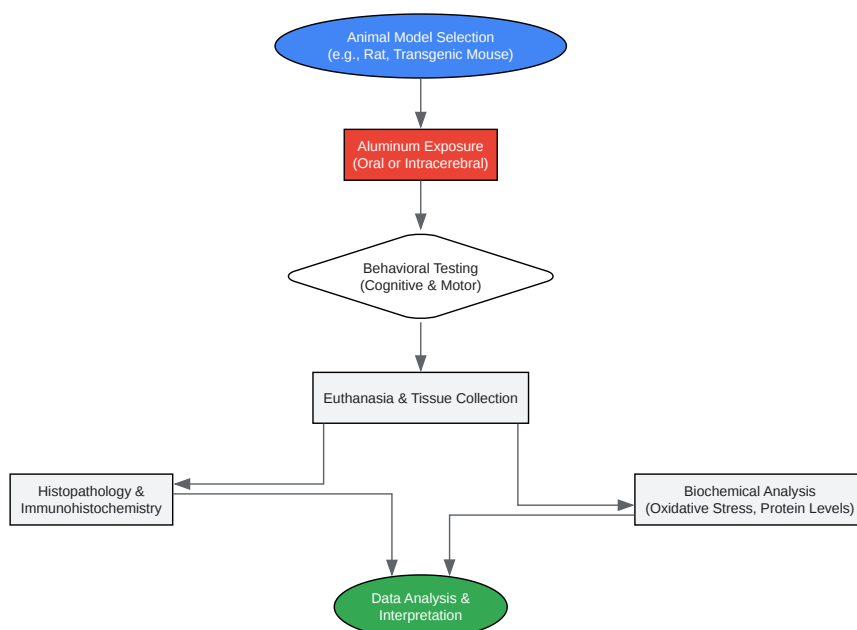 Animal Model Selection
(e.g., Rat, Transgenic Mouse)
Aluminum Exposure
(Oral or Intracerebral)
Behavioral Testing
(Cognitive & Motor)
Euthanasia & Tissue Collection
Histopathology &
Immunohistochemistry
Biochemical Analysis
(Oxidative Stress, Protein Levels)
Data Analysis &
Interpretation